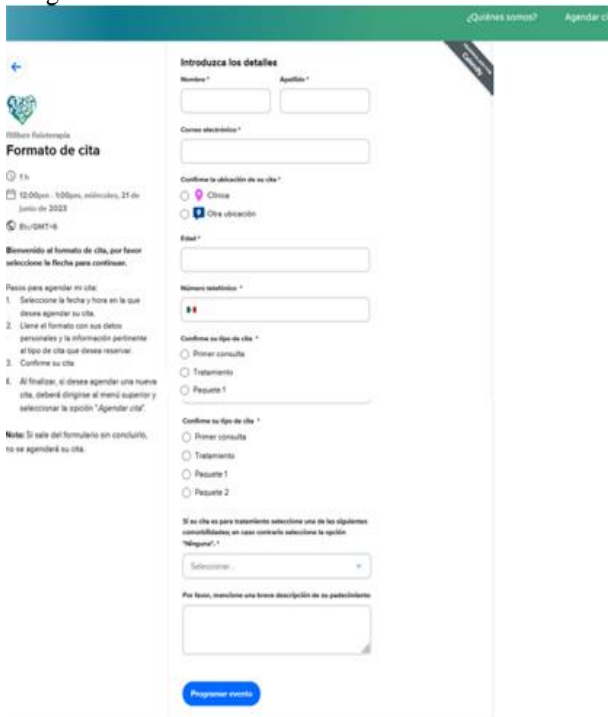 ¿Quiénes somos?
Agendar ci
Calendly
fisioterapia
Formato de cita
1 h
12:00pm - 1:00pm, miércoles, 21 de
junio de 2023
Etc/GMT+6
Bienvenido al formato de cita, por favor
seleccione la flecha para continuar.
Pasos para agendar mi cita:
1. Seleccione la fecha y hora en la que
desea agendar su cita.
2. Llene el formato con sus datos
personales y la información pertinente
al tipo de cita que desea reservar.
3. Confirme su cita
4. Al finalizar, si desea agendar una nueva
cita, deberá dirigirse al menú superior y
seleccionar la opción "Agendar cita".
Nota: Si sale del formulario sin concluirlo,
no se agendará su cita.
Introduzca los detalles
Nombre * Apellido *
Correo electrónico *
Confirme la ubicación de su cita *
Clínica
Otra ubicación
Edad *
Número telefónico *
Confirme su tipo de cita *
Primer consulta
Tratamiento
Paquete 1
Confirme su tipo de cita *
Primer consulta
Tratamiento
Paquete 1
Paquete 2
Si su cita es para tratamiento seleccione una de las siguientes
comorbilidades; en caso contrario seleccione la opción
"Ninguna". *
Seleccionar...
Por favor, mencione una breve descripción de su padecimiento
Programar evento